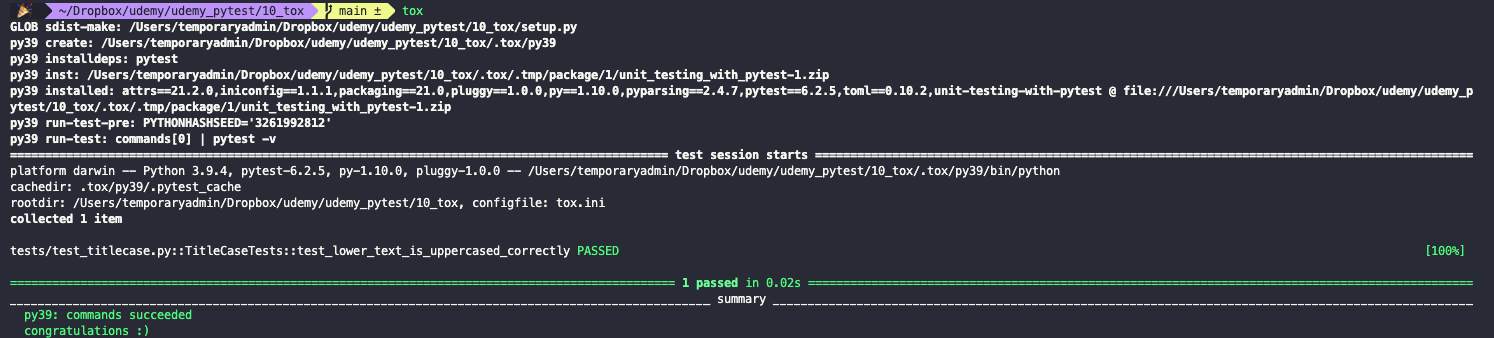 ~/Dropbox/udemy/udemy_pytest/10_tox main ± tox
GLOB sdist-make: /Users/temporaryadmin/Dropbox/udemy/udemy_pytest/10_tox/setup.py
py39 create: /Users/temporaryadmin/Dropbox/udemy/udemy_pytest/10_tox/.tox/py39
py39 installdeps: pytest
py39 inst: /Users/temporaryadmin/Dropbox/udemy/udemy_pytest/10_tox/.tox/.tmp/package/1/unit_testing_with_pytest-1.zip
py39 installed: attrs==21.2.0,iniconfig==1.1.1,packaging==21.0,pluggy==1.0.0,py==1.10.0,pyparsing==2.4.7,pytest==6.2.5,toml==0.10.2,unit-testing-with-pytest @ file:///Users/temporaryadmin/Dropbox/udemy/udemy_p
ytest/10_tox/.tox/.tmp/package/1/unit_testing_with_pytest-1.zip
py39 run-test-pre: PYTHONHASHSEED='3261992812'
py39 run-test: commands[0] | pytest -v
test session starts
platform darwin -- Python 3.9.4, pytest-6.2.5, py-1.10.0, pluggy-1.0.0 -- /Users/temporaryadmin/Dropbox/udemy/udemy_pytest/10_tox/.tox/py39/bin/python
cachedir: .tox/py39/.pytest_cache
rootdir: /Users/temporaryadmin/Dropbox/udemy/udemy_pytest/10_tox, configfile: tox.ini
collected 1 item
tests/test_titlecase.py::TitleCaseTests::test_lower_text_is_uppercased_correctly PASSED [100%]
1 passed in 0.02s
summary
py39: commands succeeded
congratulations :)